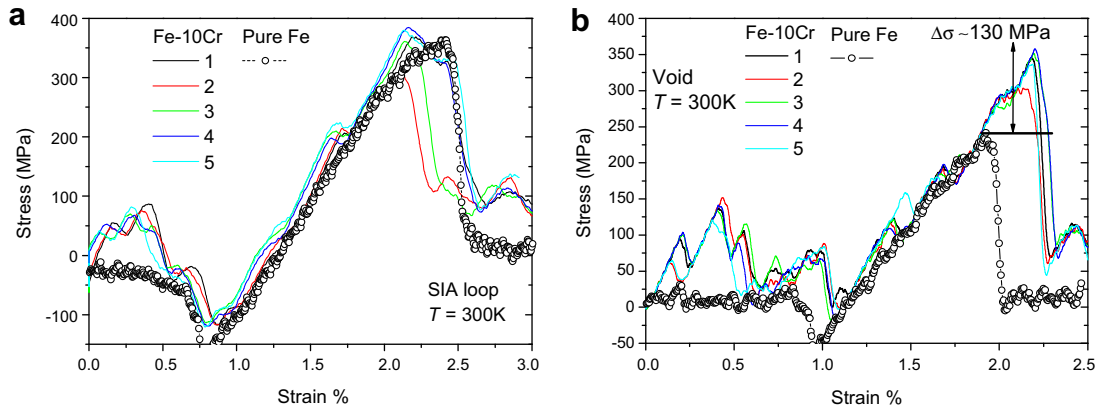 a
Fe-10Cr Pure Fe
1
2
3
4
5
SIA loop
T = 300K
Stress (MPa)
400
300
200
100
0
-100
0.0 0.5 1.0 1.5 2.0 2.5 3.0
Strain %
b
Fe-10Cr Pure Fe Δσ ~130 MPa
1
2
3
4
5
Void
T = 300K
Stress (MPa)
400
350
300
250
200
150
100
50
0
-50
0.0 0.5 1.0 1.5 2.0 2.5
Strain %